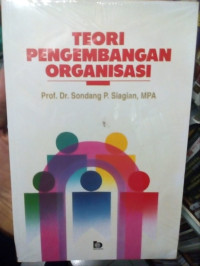 TEORI
PENGEMBANGAN
ORGANISASI
Prof. Dr. Sondang P. Siagian, MPA